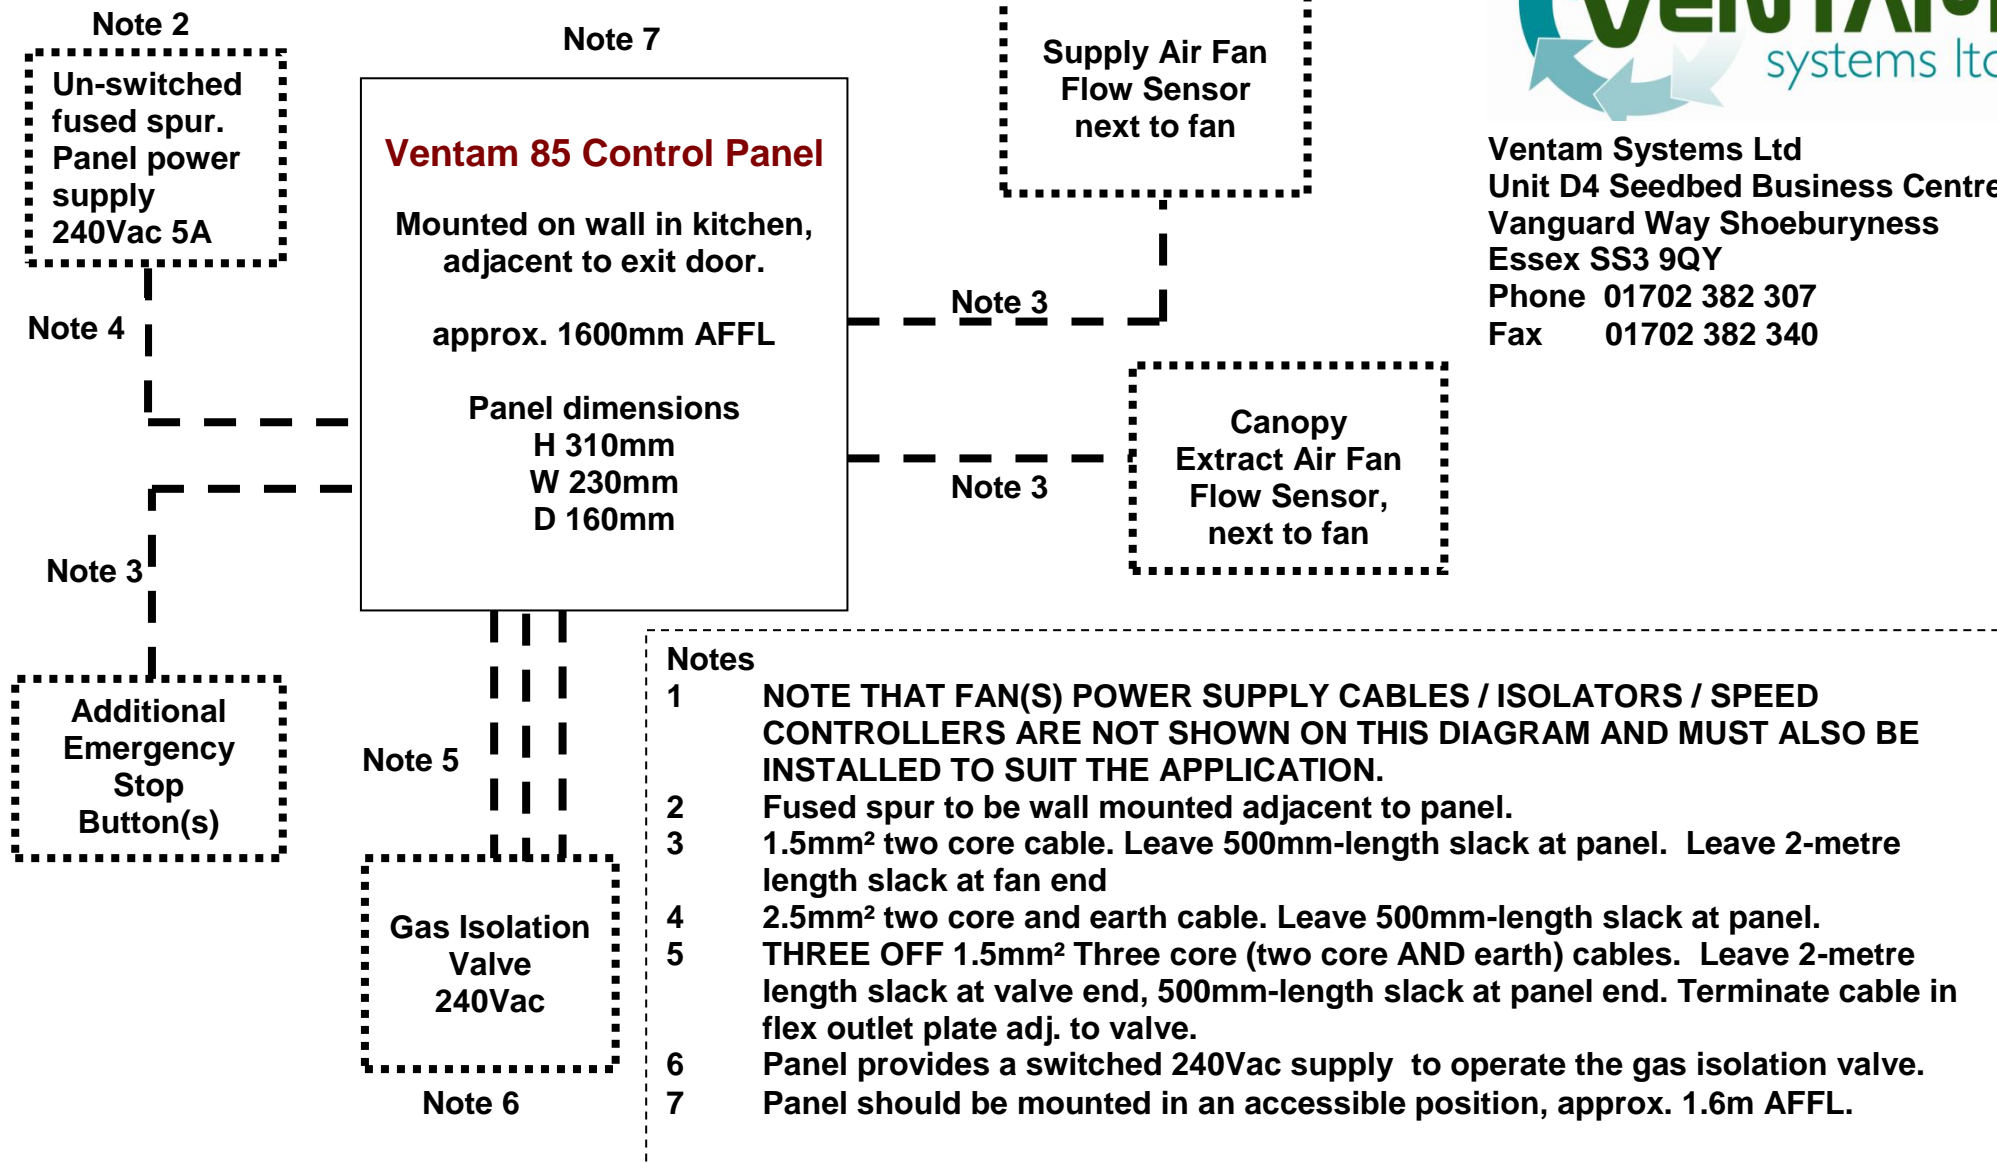 Note 2
Un-switched
fused spur.
Panel power
supply
240Vac 5A
Note 4
Note 3
Additional
Emergency
Stop
Button(s)
Note 7
Ventam 85 Control Panel
Mounted on wall in kitchen,
adjacent to exit door.
approx. 1600mm AFFL
Panel dimensions
H 310mm
W 230mm
D 160mm
Note 5
Gas Isolation
Valve
240Vac
Note 6
Supply Air Fan
Flow Sensor
next to fan
Note 3
Canopy
Extract Air Fan
Flow Sensor,
next to fan
Note 3
VENTAM
systems ltd
Ventam Systems Ltd
Unit D4 Seedbed Business Centre
Vanguard Way Shoeburyness
Essex SS3 9QY
Phone 01702 382 307
Fax 01702 382 340
Notes
1 NOTE THAT FAN(S) POWER SUPPLY CABLES / ISOLATORS / SPEED
CONTROLLERS ARE NOT SHOWN ON THIS DIAGRAM AND MUST ALSO BE
INSTALLED TO SUIT THE APPLICATION.
2 Fused spur to be wall mounted adjacent to panel.
3 1.5mm² two core cable. Leave 500mm-length slack at panel. Leave 2-metre
length slack at fan end
4 2.5mm² two core and earth cable. Leave 500mm-length slack at panel.
5 THREE OFF 1.5mm² Three core (two core AND earth) cables. Leave 2-metre
length slack at valve end, 500mm-length slack at panel end. Terminate cable in
flex outlet plate adj. to valve.
6 Panel provides a switched 240Vac supply to operate the gas isolation valve.
7 Panel should be mounted in an accessible position, approx. 1.6m AFFL.